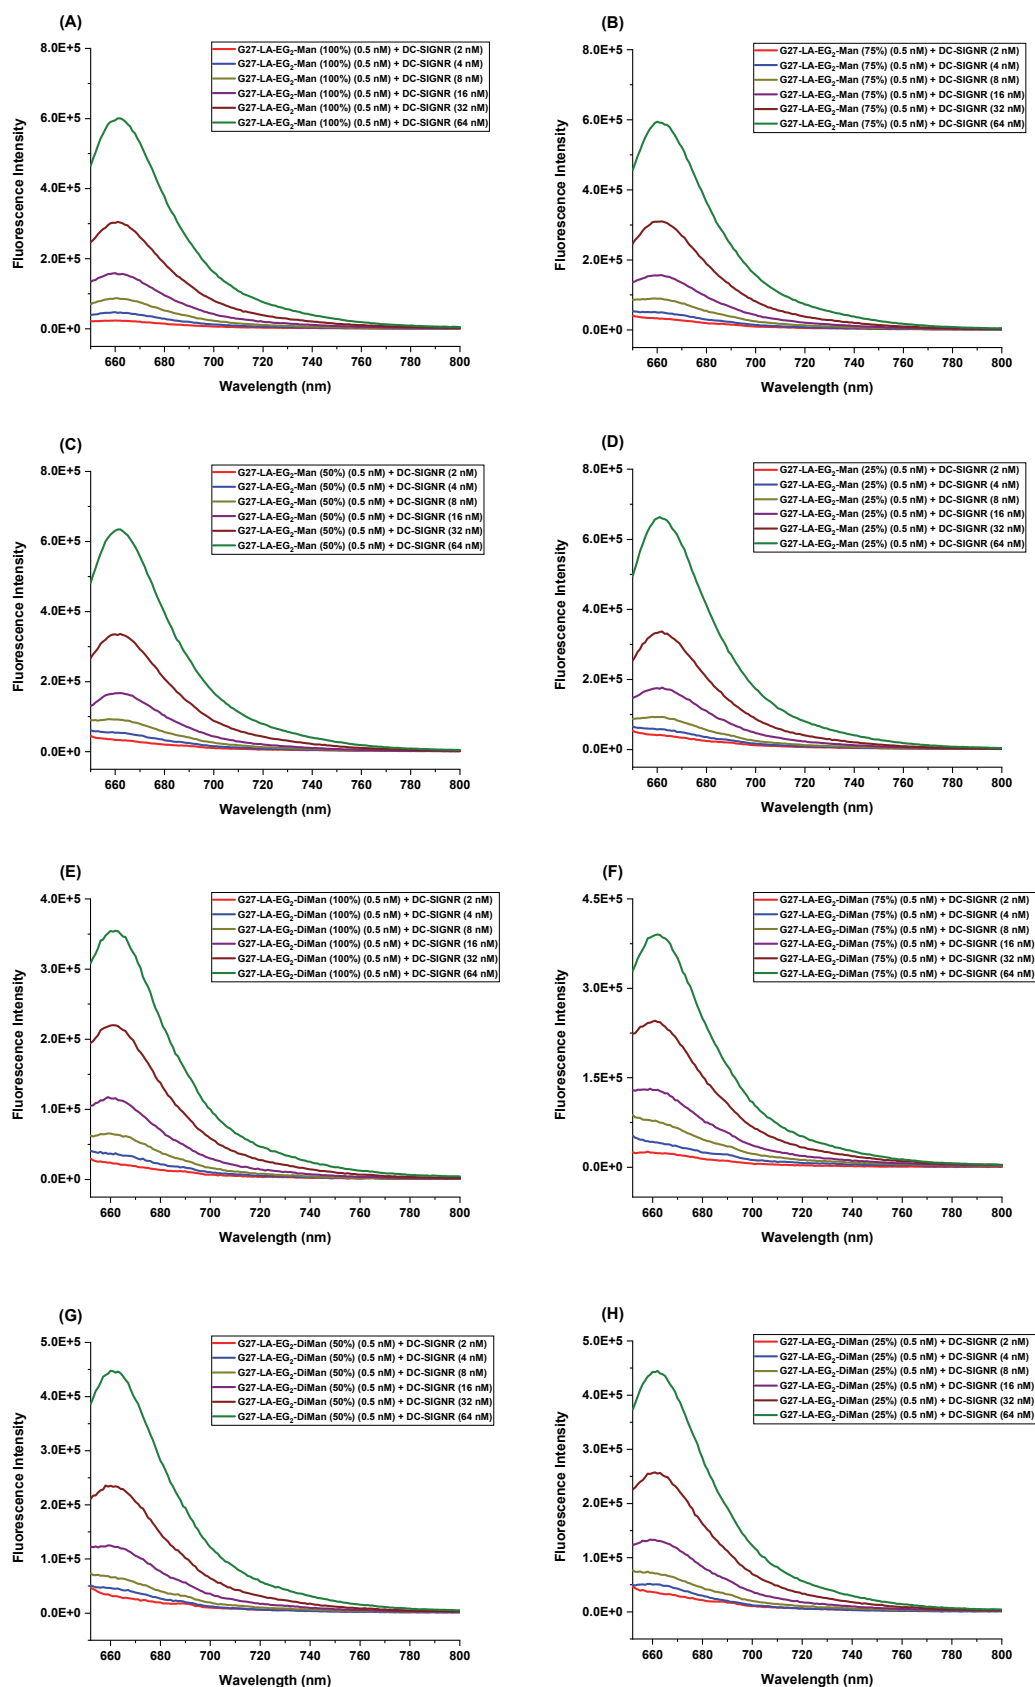 (A)
G27-LA-EG2-Man (100%) (0.5 nM) + DC-SIGNR (2 nM)
G27-LA-EG2-Man (100%) (0.5 nM) + DC-SIGNR (4 nM)
G27-LA-EG2-Man (100%) (0.5 nM) + DC-SIGNR (8 nM)
G27-LA-EG2-Man (100%) (0.5 nM) + DC-SIGNR (16 nM)
G27-LA-EG2-Man (100%) (0.5 nM) + DC-SIGNR (32 nM)
G27-LA-EG2-Man (100%) (0.5 nM) + DC-SIGNR (64 nM)
Fluorescence Intensity
8.0E+5
6.0E+5
4.0E+5
2.0E+5
0.0E+0
660 680 700 720 740 760 780 800
Wavelength (nm)
(B)
G27-LA-EG2-Man (75%) (0.5 nM) + DC-SIGNR (2 nM)
G27-LA-EG2-Man (75%) (0.5 nM) + DC-SIGNR (4 nM)
G27-LA-EG2-Man (75%) (0.5 nM) + DC-SIGNR (8 nM)
G27-LA-EG2-Man (75%) (0.5 nM) + DC-SIGNR (16 nM)
G27-LA-EG2-Man (75%) (0.5 nM) + DC-SIGNR (32 nM)
G27-LA-EG2-Man (75%) (0.5 nM) + DC-SIGNR (64 nM)
Fluorescence Intensity
8.0E+5
6.0E+5
4.0E+5
2.0E+5
0.0E+0
660 680 700 720 740 760 780 800
Wavelength (nm)
(C)
G27-LA-EG2-Man (50%) (0.5 nM) + DC-SIGNR (2 nM)
G27-LA-EG2-Man (50%) (0.5 nM) + DC-SIGNR (4 nM)
G27-LA-EG2-Man (50%) (0.5 nM) + DC-SIGNR (8 nM)
G27-LA-EG2-Man (50%) (0.5 nM) + DC-SIGNR (16 nM)
G27-LA-EG2-Man (50%) (0.5 nM) + DC-SIGNR (32 nM)
G27-LA-EG2-Man (50%) (0.5 nM) + DC-SIGNR (64 nM)
Fluorescence Intensity
8.0E+5
6.0E+5
4.0E+5
2.0E+5
0.0E+0
660 680 700 720 740 760 780 800
Wavelength (nm)
(D)
G27-LA-EG2-Man (25%) (0.5 nM) + DC-SIGNR (2 nM)
G27-LA-EG2-Man (25%) (0.5 nM) + DC-SIGNR (4 nM)
G27-LA-EG2-Man (25%) (0.5 nM) + DC-SIGNR (8 nM)
G27-LA-EG2-Man (25%) (0.5 nM) + DC-SIGNR (16 nM)
G27-LA-EG2-Man (25%) (0.5 nM) + DC-SIGNR (32 nM)
G27-LA-EG2-Man (25%) (0.5 nM) + DC-SIGNR (64 nM)
Fluorescence Intensity
8.0E+5
6.0E+5
4.0E+5
2.0E+5
0.0E+0
660 680 700 720 740 760 780 800
Wavelength (nm)
(E)
G27-LA-EG2-DiMan (100%) (0.5 nM) + DC-SIGNR (2 nM)
G27-LA-EG2-DiMan (100%) (0.5 nM) + DC-SIGNR (4 nM)
G27-LA-EG2-DiMan (100%) (0.5 nM) + DC-SIGNR (8 nM)
G27-LA-EG2-DiMan (100%) (0.5 nM) + DC-SIGNR (16 nM)
G27-LA-EG2-DiMan (100%) (0.5 nM) + DC-SIGNR (32 nM)
G27-LA-EG2-DiMan (100%) (0.5 nM) + DC-SIGNR (64 nM)
Fluorescence Intensity
4.0E+5
3.0E+5
2.0E+5
1.0E+5
0.0E+0
660 680 700 720 740 760 780 800
Wavelength (nm)
(F)
G27-LA-EG2-DiMan (75%) (0.5 nM) + DC-SIGNR (2 nM)
G27-LA-EG2-DiMan (75%) (0.5 nM) + DC-SIGNR (4 nM)
G27-LA-EG2-DiMan (75%) (0.5 nM) + DC-SIGNR (8 nM)
G27-LA-EG2-DiMan (75%) (0.5 nM) + DC-SIGNR (16 nM)
G27-LA-EG2-DiMan (75%) (0.5 nM) + DC-SIGNR (32 nM)
G27-LA-EG2-DiMan (75%) (0.5 nM) + DC-SIGNR (64 nM)
Fluorescence Intensity
4.5E+5
3.0E+5
1.5E+5
0.0E+0
660 680 700 720 740 760 780 800
Wavelength (nm)
(G)
G27-LA-EG2-DiMan (50%) (0.5 nM) + DC-SIGNR (2 nM)
G27-LA-EG2-DiMan (50%) (0.5 nM) + DC-SIGNR (4 nM)
G27-LA-EG2-DiMan (50%) (0.5 nM) + DC-SIGNR (8 nM)
G27-LA-EG2-DiMan (50%) (0.5 nM) + DC-SIGNR (16 nM)
G27-LA-EG2-DiMan (50%) (0.5 nM) + DC-SIGNR (32 nM)
G27-LA-EG2-DiMan (50%) (0.5 nM) + DC-SIGNR (64 nM)
Fluorescence Intensity
5.0E+5
4.0E+5
3.0E+5
2.0E+5
1.0E+5
0.0E+0
660 680 700 720 740 760 780 800
Wavelength (nm)
(H)
G27-LA-EG2-DiMan (25%) (0.5 nM) + DC-SIGNR (2 nM)
G27-LA-EG2-DiMan (25%) (0.5 nM) + DC-SIGNR (4 nM)
G27-LA-EG2-DiMan (25%) (0.5 nM) + DC-SIGNR (8 nM)
G27-LA-EG2-DiMan (25%) (0.5 nM) + DC-SIGNR (16 nM)
G27-LA-EG2-DiMan (25%) (0.5 nM) + DC-SIGNR (32 nM)
G27-LA-EG2-DiMan (25%) (0.5 nM) + DC-SIGNR (64 nM)
Fluorescence Intensity
5.0E+5
4.0E+5
3.0E+5
2.0E+5
1.0E+5
0.0E+0
660 680 700 720 740 760 780 800
Wavelength (nm)